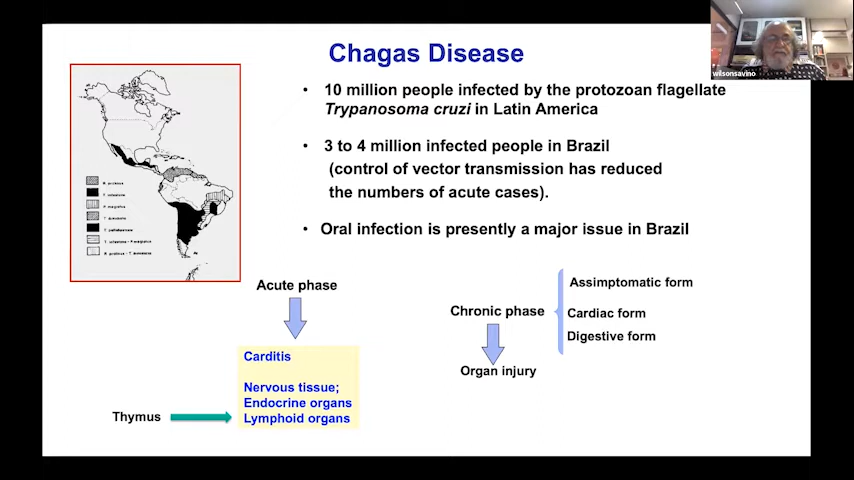 Chagas Disease
wilsonsavino
• 10 million people infected by the protozoan flagellate
Trypanosoma cruzi in Latin America
• 3 to 4 million infected people in Brazil
(control of vector transmission has reduced
the numbers of acute cases).
• Oral infection is presently a major issue in Brazil
Acute phase
Carditis
Nervous tissue;
Endocrine organs
Lymphoid organs
Thymus
Chronic phase
Assimptomatic form
Cardiac form
Digestive form
Organ injury